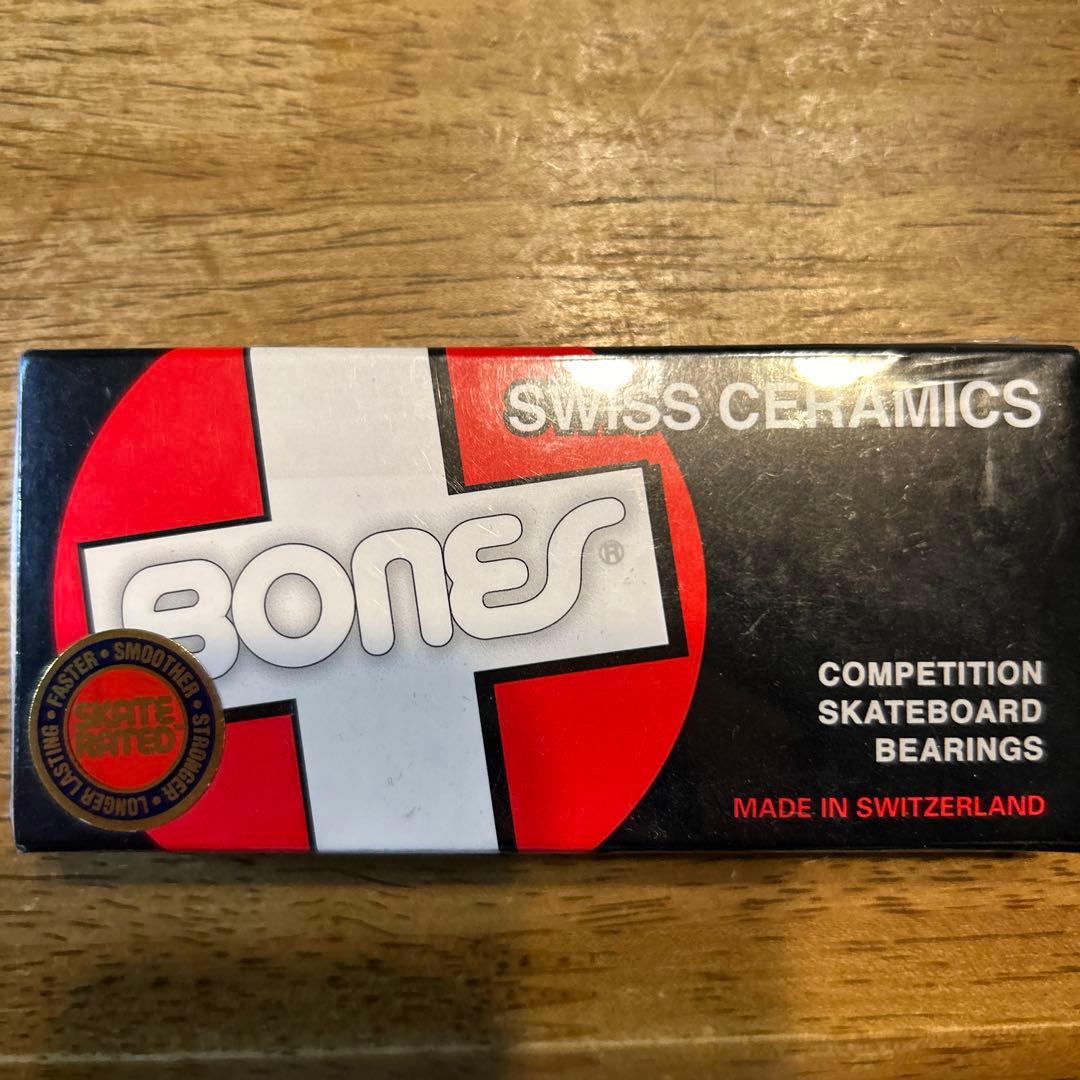 SWISS CERAMICS
BONES®
COMPETITION
SKATEBOARD
BEARINGS
MADE IN SWITZERLAND
FASTER • SMOOTHER • STRONGER • LONGER LASTING •
SKATE
RATED